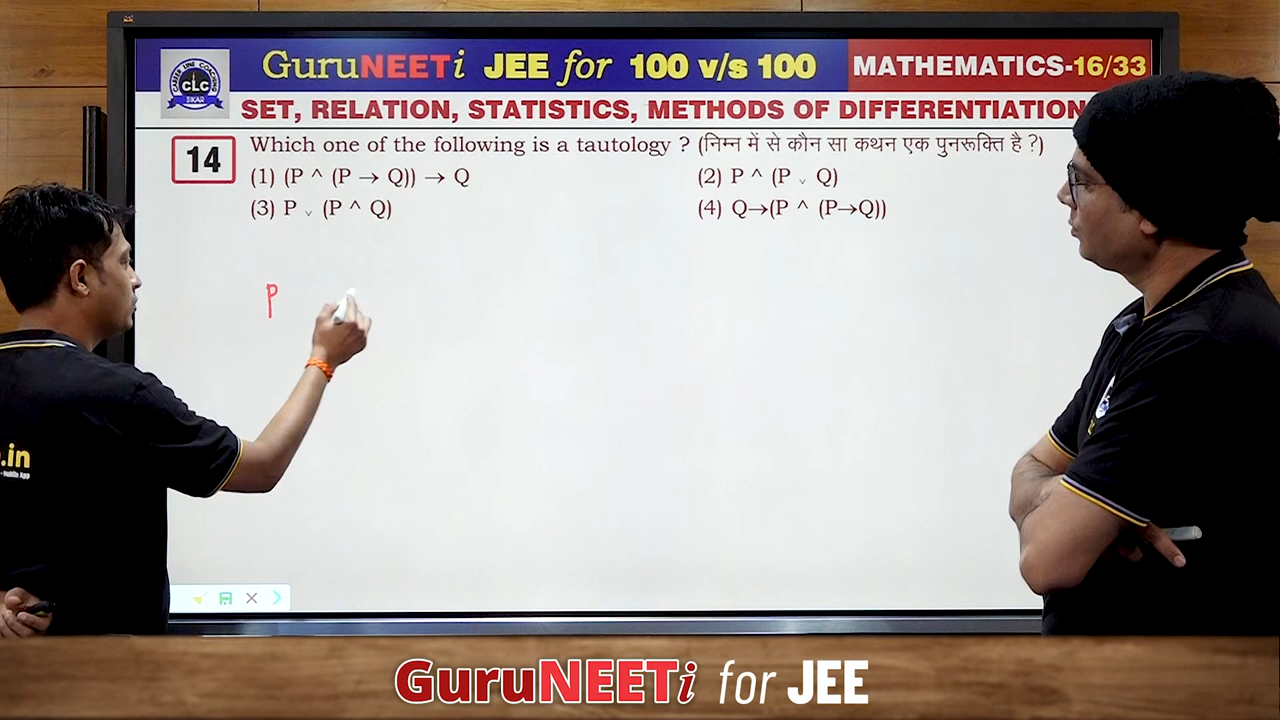 GuruNEETi JEE for 100 v/s 100 MATHEMATICS-16/33
CAREER LINE COACHING
CLC
SIKAR
SET, RELATION, STATISTICS, METHODS OF DIFFERENTIATION
14 Which one of the following is a tautology ? (निम्न में से कौन सा कथन एक पुनरूक्ति है ?)
(1) (P ^ (P → Q)) → Q (2) P ^ (P ˅ Q)
(3) P ˅ (P ^ Q) (4) Q→(P ^ (P→Q))
P
.in
- Mobile App
GuruNEETi for JEE